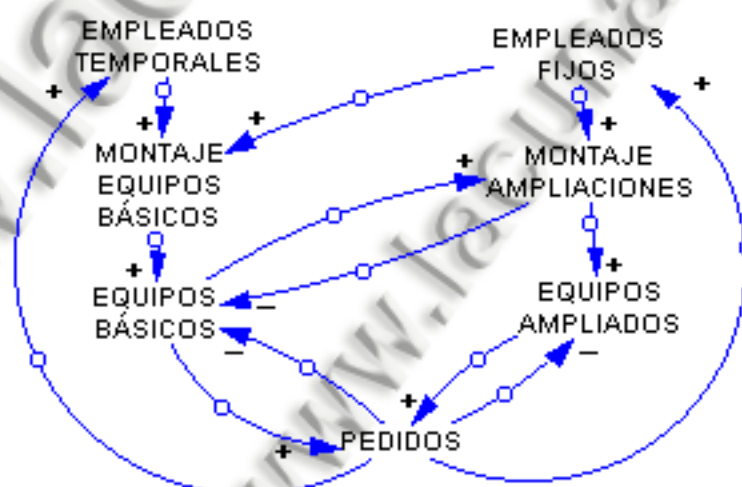 EMPLEADOS
TEMPORALES
EMPLEADOS
FIJOS
MONTAJE
EQUIPOS
BÁSICOS
MONTAJE
AMPLIACIONES
EQUIPOS
BÁSICOS
EQUIPOS
AMPLIADOS
PEDIDOS